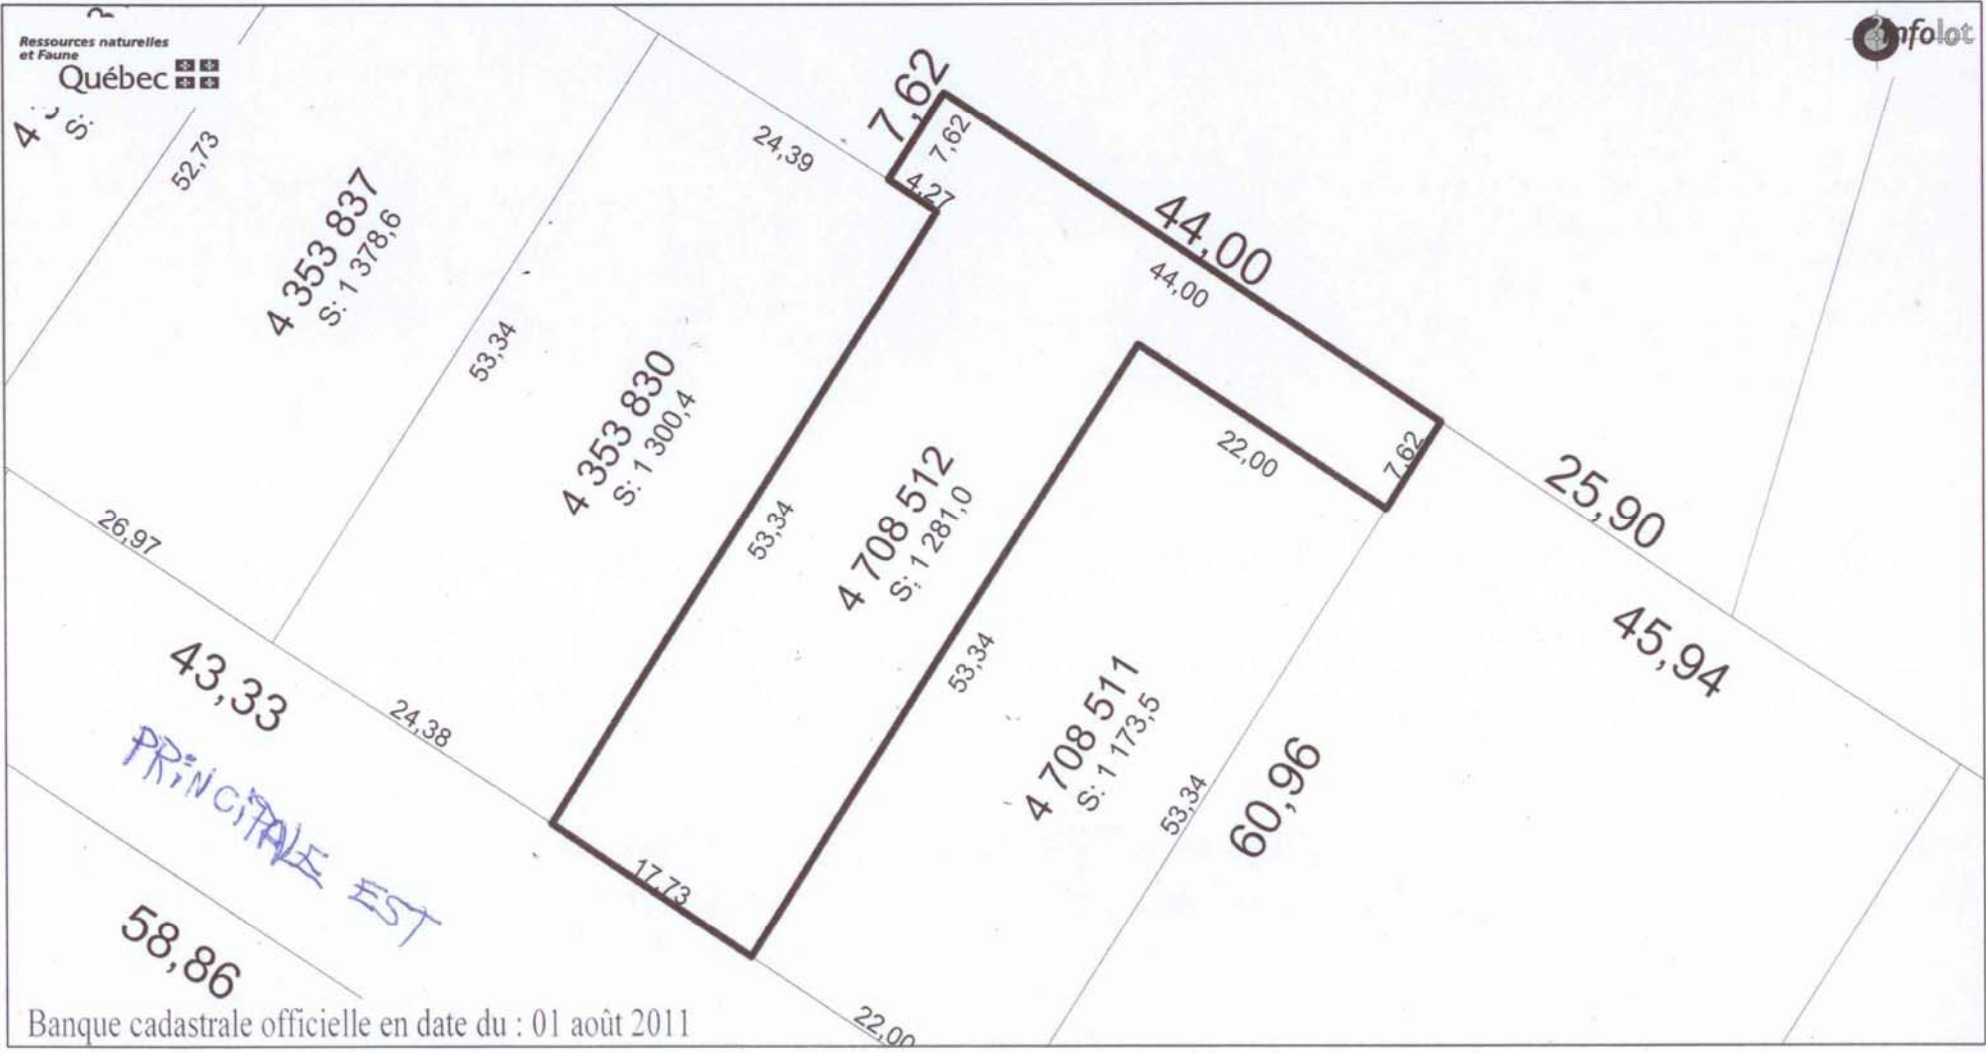 Ressources naturelles
et Faune
Québec
infolot
4
S:
52,73
4 353 837
S: 1 378,6
53,34
24,39
7,62
7,62
4,27
44,00
44,00
4 353 830
S: 1 300,4
53,34
4 708 512
S: 1 281,0
22,00
7,62
25,90
45,94
26,97
43,33
24,38
53,34
4 708 511
S: 1 173,5
53,34
60,96
PRINCIPALE EST
17,73
58,86
22,00
Banque cadastrale officielle en date du : 01 août 2011